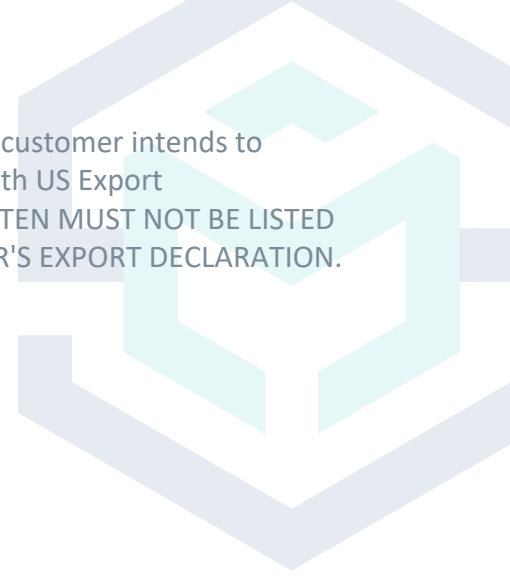 customer intends to
th US Export
TEN MUST NOT BE LISTED
R'S EXPORT DECLARATION.